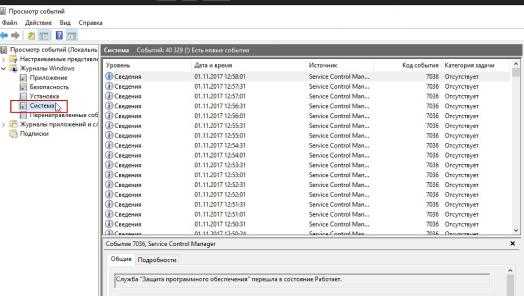 Просмотр событий
Файл Действие Вид Справка
Просмотр событий (Локальнь
Настраиваемые представле
Журналы Windows
Приложение
Безопасность
Установка
Система
Перенаправленные соб
Журналы приложений и сл
Подписки
Система Событий: 40 329 (!) Есть новые события
Уровень Дата и время Источник Код события Категория задачи
Сведения 01.11.2017 12:58:01 Service Control Man... 7036 Отсутствует
Сведения 01.11.2017 12:57:31 Service Control Man... 7036 Отсутствует
Сведения 01.11.2017 12:57:01 Service Control Man... 7036 Отсутствует
Сведения 01.11.2017 12:56:31 Service Control Man... 7036 Отсутствует
Сведения 01.11.2017 12:56:01 Service Control Man... 7036 Отсутствует
Сведения 01.11.2017 12:55:31 Service Control Man... 7036 Отсутствует
Сведения 01.11.2017 12:55:01 Service Control Man... 7036 Отсутствует
Сведения 01.11.2017 12:54:31 Service Control Man... 7036 Отсутствует
Сведения 01.11.2017 12:54:01 Service Control Man... 7036 Отсутствует
Сведения 01.11.2017 12:53:31 Service Control Man... 7036 Отсутствует
Сведения 01.11.2017 12:53:01 Service Control Man... 7036 Отсутствует
Сведения 01.11.2017 12:52:31 Service Control Man... 7036 Отсутствует
Сведения 01.11.2017 12:52:01 Service Control Man... 7036 Отсутствует
Сведения 01.11.2017 12:51:31 Service Control Man... 7036 Отсутствует
Сведения 01.11.2017 12:51:01 Service Control Man... 7036 Отсутствует
Сведения 01.11.2017 Service Control Man... 7036 Отсутствует
Событие 7036, Service Control Manager
Общие Подробности
Служба "Защита программного обеспечения" перешла в состояние Работает.